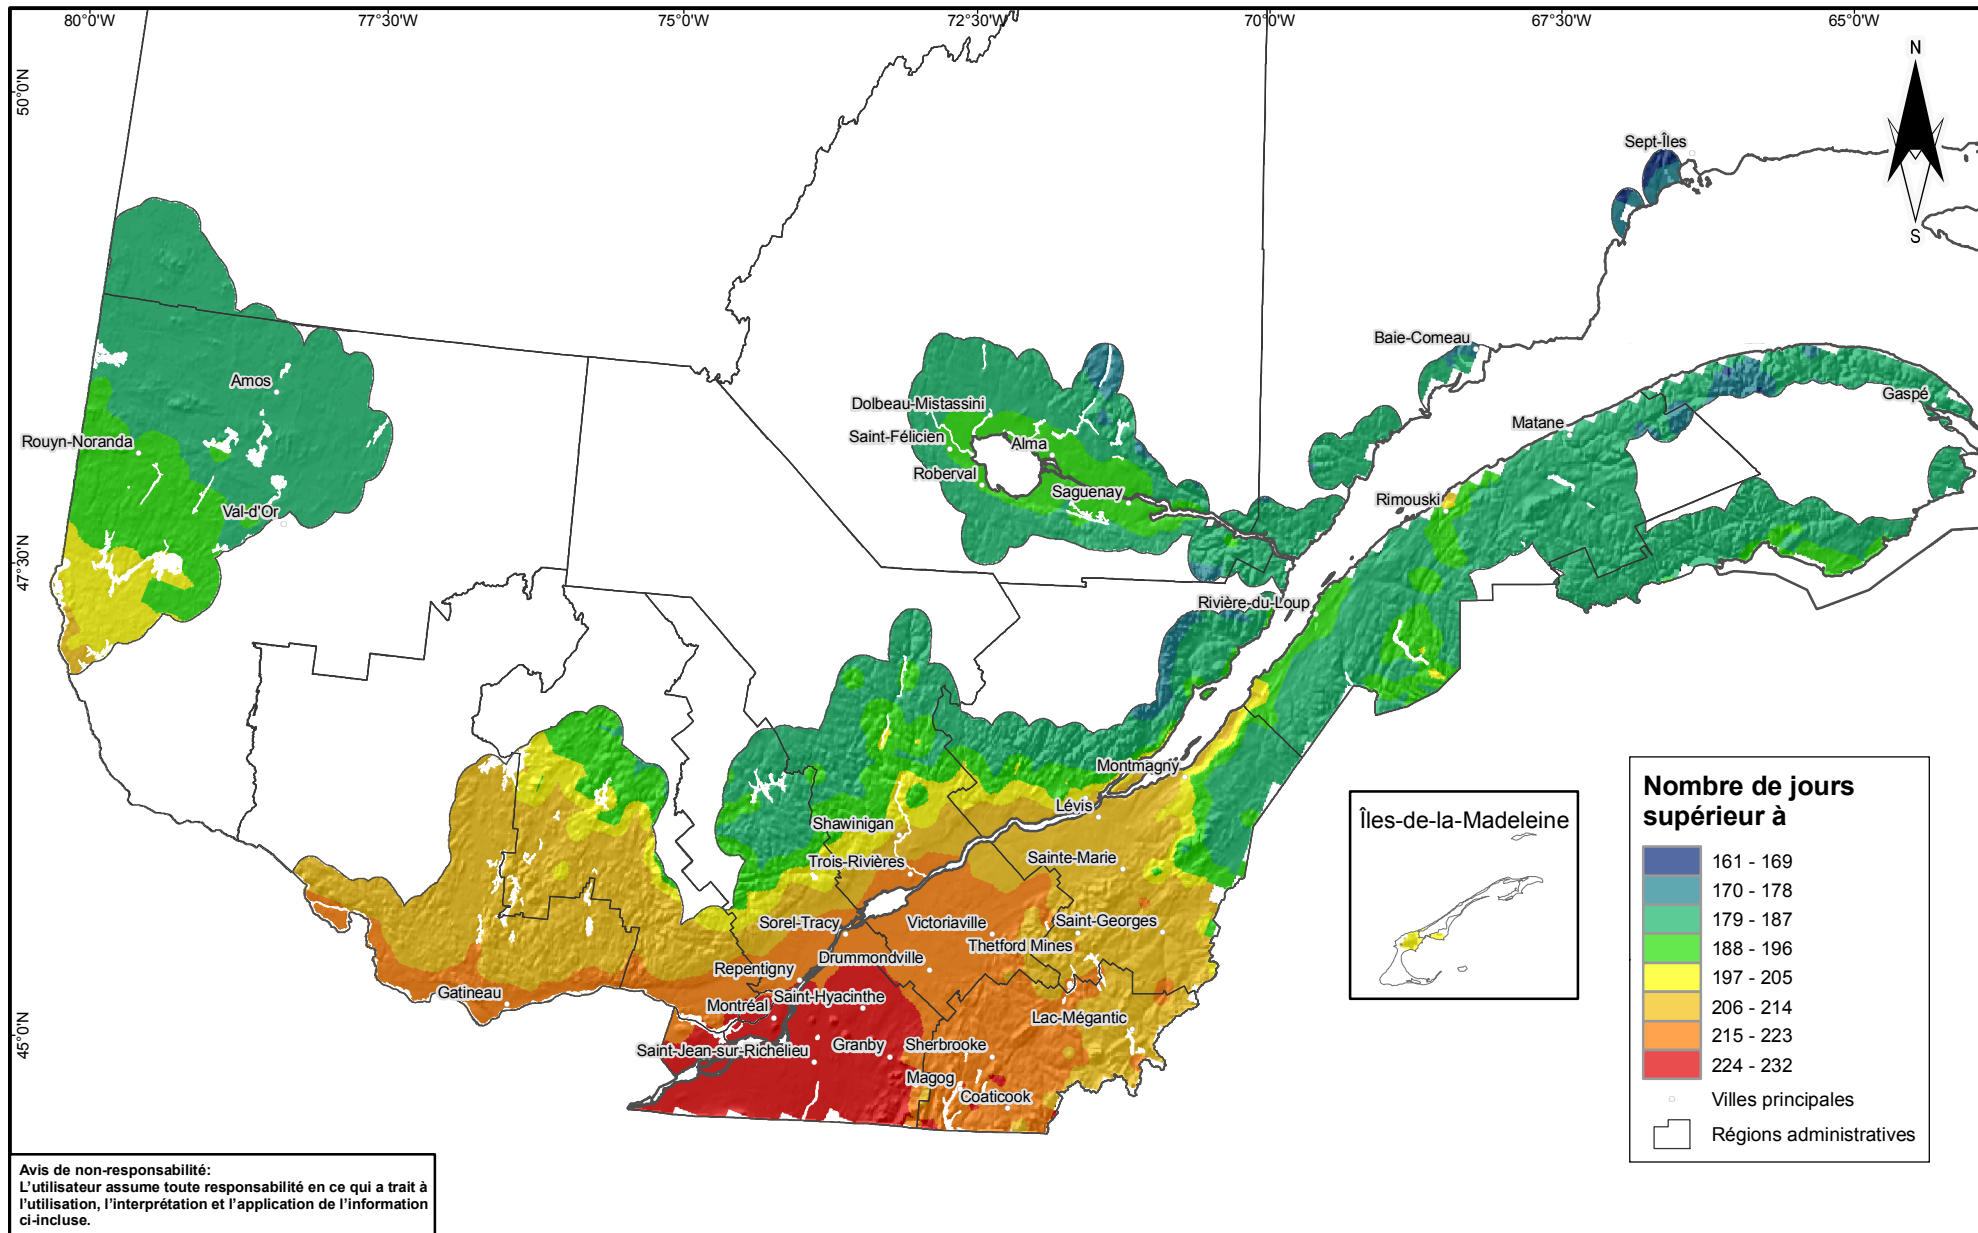 80°0'W
77°30'W
75°0'W
72°30'W
70°0'W
67°30'W
65°0'W
50°0'N
47°30'N
45°0'N
N
S
Sept-Îles
Baie-Comeau
Gaspé
Matane
Rimouski
Amos
Rouyn-Noranda
Val-d'Or
Dolbeau-Mistassini
Saint-Félicien
Alma
Roberval
Saguenay
Rivière-du-Loup
Montmagny
Lévis
Shawinigan
Trois-Rivières
Sainte-Marie
Sorel-Tracy
Victoriaville
Saint-Georges
Thetford Mines
Drummondville
Repentigny
Gatineau
Montréal
Saint-Hyacinthe
Lac-Mégantic
Saint-Jean-sur-Richelieu
Granby
Sherbrooke
Magog
Coaticook
Îles-de-la-Madeleine
Nombre de jours
supérieur à
161 - 169
170 - 178
179 - 187
188 - 196
197 - 205
206 - 214
215 - 223
224 - 232
Villes principales
Régions administratives
Avis de non-responsabilité:
L'utilisateur assume toute responsabilité en ce qui a trait à
l'utilisation, l'interprétation et l'application de l'information
ci-incluse.